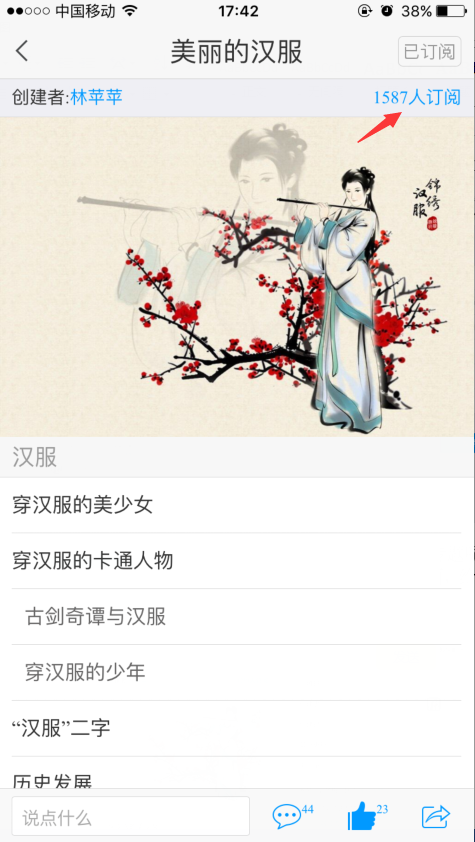 中国移动 17:42 38%
美丽的汉服 已订阅
创建者:林苹苹 1587人订阅
锦绣
汉服
汉服
穿汉服的美少女
穿汉服的卡通人物
古剑奇谭与汉服
穿汉服的少年
“汉服”二字
历史发展
说点什么 44 23